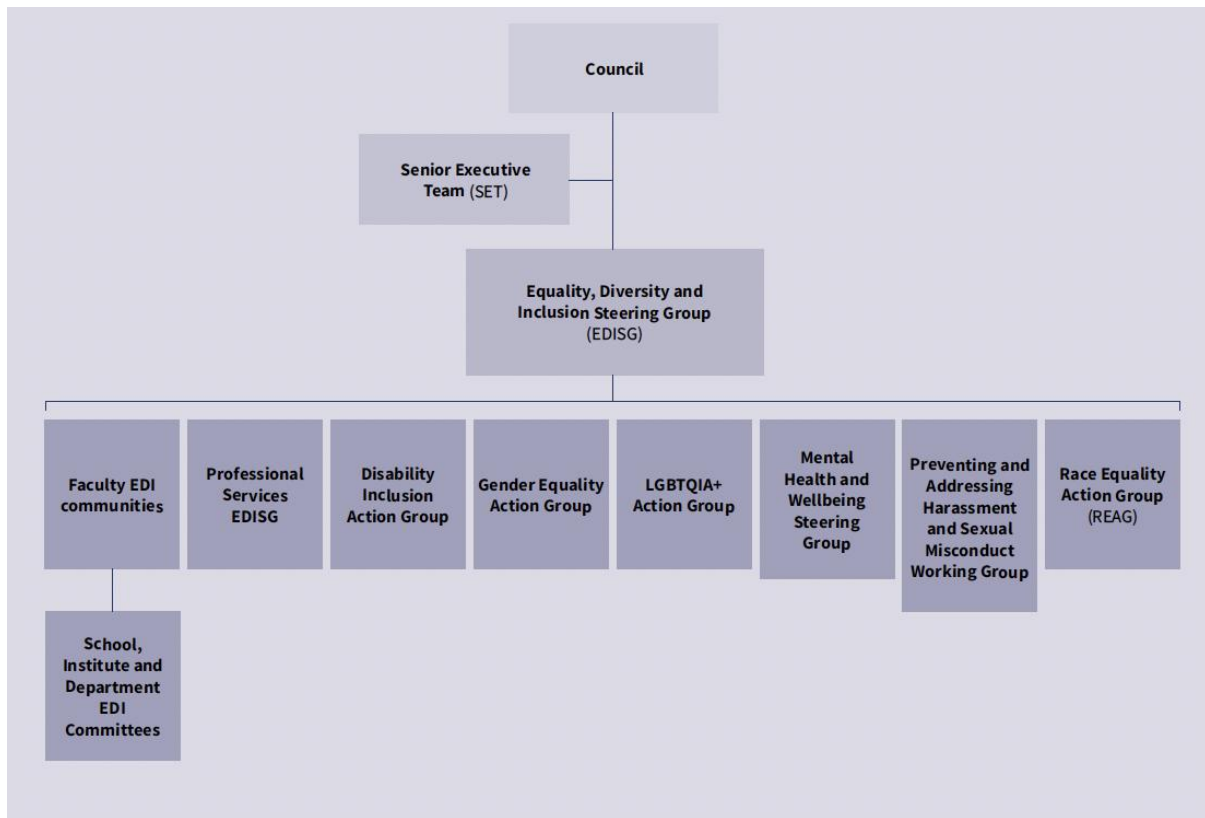 Council
Senior Executive
Team (SET)
Equality, Diversity and
Inclusion Steering Group
(EDISG)
Faculty EDI
communities
Professional
Services
EDISG
Disability
Inclusion
Action Group
Gender Equality
Action Group
LGBTQIA+
Action Group
Mental
Health and
Wellbeing
Steering
Group
Preventing and
Addressing
Harassment
and Sexual
Misconduct
Working Group
Race Equality
Action Group
(REAG)
School,
Institute and
Department
EDI
Committees